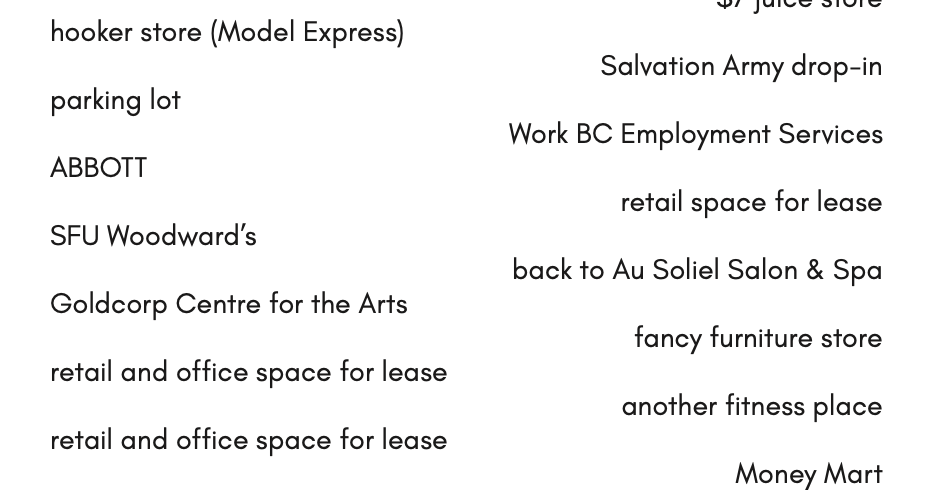 $7 juice store
hooker store (Model Express)
Salvation Army drop-in
parking lot
Work BC Employment Services
ABBOTT
retail space for lease
SFU Woodward’s
back to Au Soliel Salon & Spa
Goldcorp Centre for the Arts
fancy furniture store
retail and office space for lease
another fitness place
retail and office space for lease
Money Mart